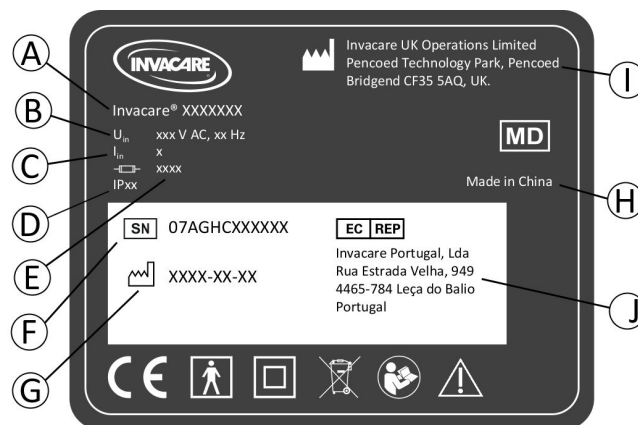 A
B
C
D
E
F
G
INVACARE
Invacare® XXXXXXX
Uin xxx V AC, xx Hz
Iin x
xxxx
IPxx
Invacare UK Operations Limited
Pencoed Technology Park, Pencoed
Bridgend CF35 5AQ, UK.
MD
Made in China
SN 07AGHCXXXXXX
XXXX-XX-XX
EC REP
Invacare Portugal, Lda
Rua Estrada Velha, 949
4465-784 Leça do Balio
Portugal
CE
I
H
J